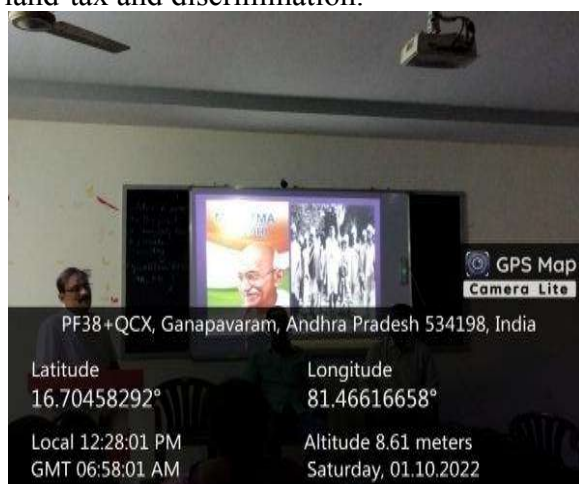 land-tax and discrimination.
GPS Map
Camera Lite
PF38+QCX, Ganapavaram, Andhra Pradesh 534198, India
Latitude
Longitude
16.70458292°
81.46616658°
Local 12:28:01 PM
Altitude 8.61 meters
GMT 06:58:01 AM
Saturday, 01.10.2022